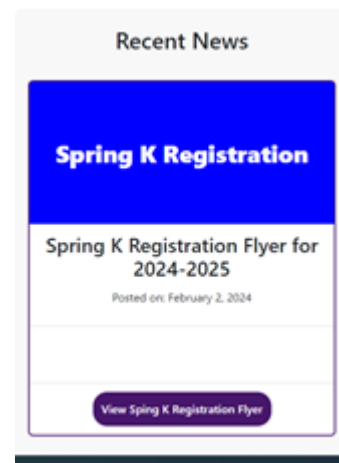 Recent News
Spring K Registration
Spring K Registration Flyer for
2024-2025
Posted on: February 2, 2024
View Sping K Registration Flyer